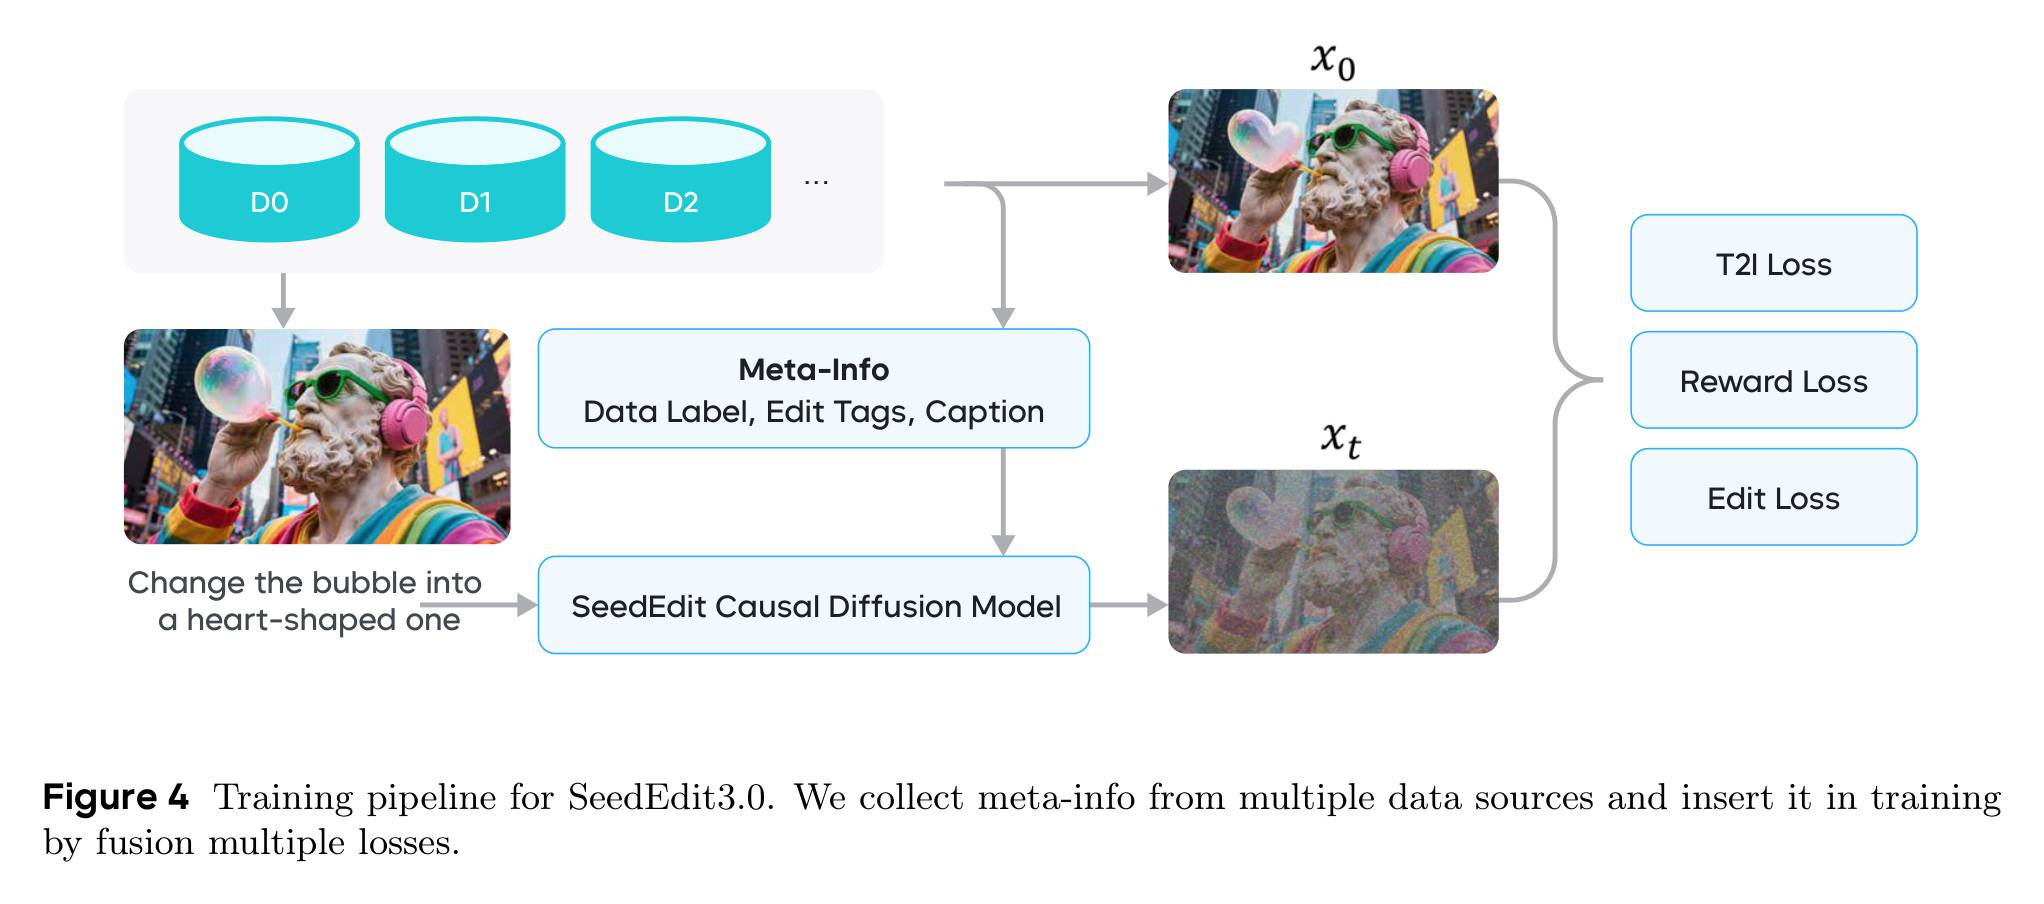 x₀
D0
D1
D2
...
T2I Loss
Meta-Info
Data Label, Edit Tags, Caption
Reward Loss
xₜ
Edit Loss
Change the bubble into
a heart-shaped one
SeedEdit Causal Diffusion Model
Figure 4 Training pipeline for SeedEdit3.0. We collect meta-info from multiple data sources and insert it in training
by fusion multiple losses.